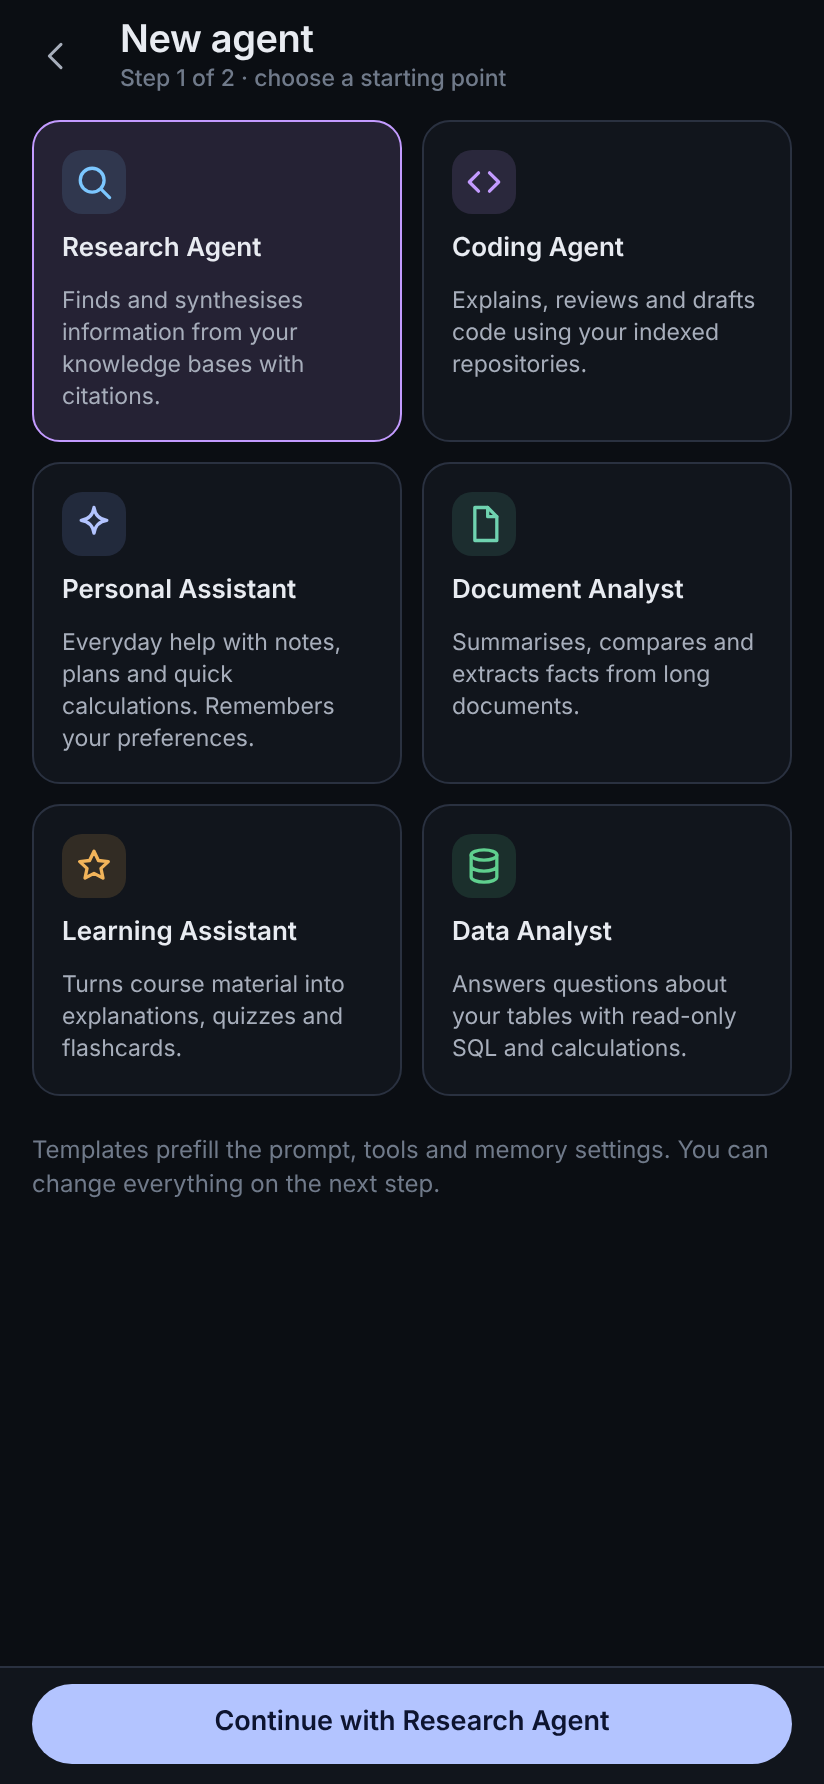 New agent
Step 1 of 2 · choose a starting point
Research Agent
Finds and synthesises
information from your
knowledge bases with
citations.
Coding Agent
Explains, reviews and drafts
code using your indexed
repositories.
Personal Assistant
Everyday help with notes,
plans and quick
calculations. Remembers
your preferences.
Document Analyst
Summarises, compares and
extracts facts from long
documents.
Learning Assistant
Turns course material into
explanations, quizzes and
flashcards.
Data Analyst
Answers questions about
your tables with read-only
SQL and calculations.
Templates prefill the prompt, tools and memory settings. You can
change everything on the next step.
Continue with Research Agent